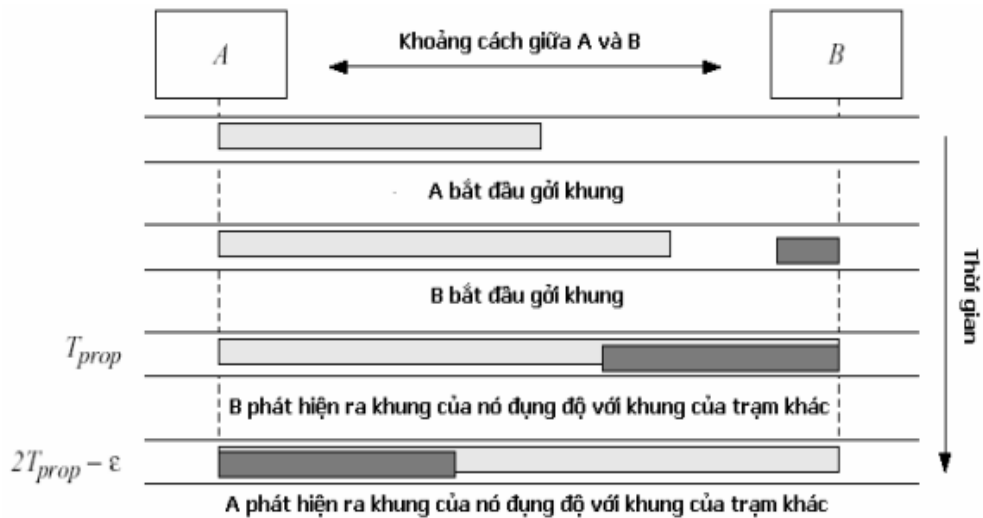 A
Khoảng cách giữa A và B
B
A bắt đầu gởi khung
B bắt đầu gởi khung
Thời gian
T_prop
B phát hiện ra khung của nó đụng độ với khung của trạm khác
2T_prop – ε
A phát hiện ra khung của nó đụng độ với khung của trạm khác